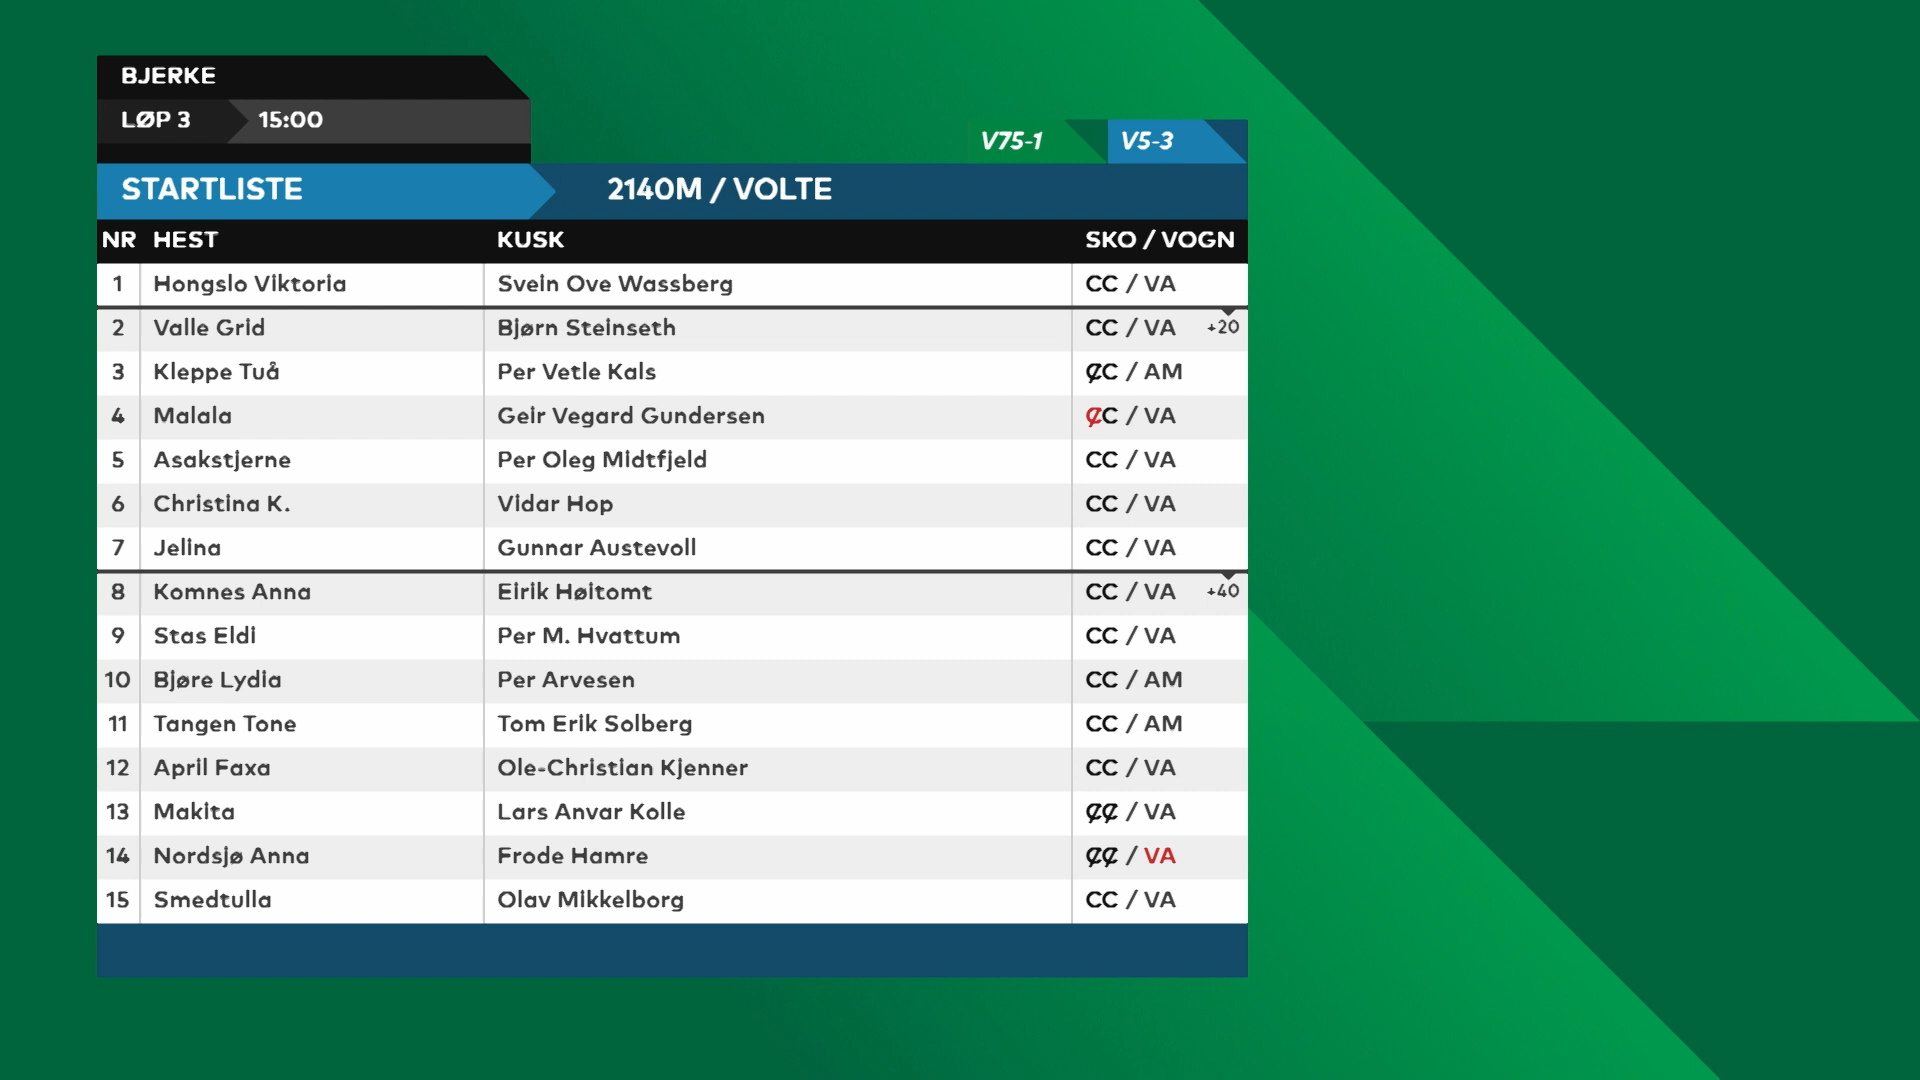 BJERKE
LØP 3 15:00
V75-1 V5-3
STARTLISTE 2140M / VOLTE
NR HEST KUSK SKO / VOGN
1 Hongslo Viktoria Svein Ove Wassberg CC / VA
2 Valle Grid Bjørn Steinseth CC / VA +20
3 Kleppe Tuå Per Vetle Kals ₵C / AM
4 Malala Geir Vegard Gundersen ₵C / VA
5 Asakstjerne Per Oleg Midtfjeld CC / VA
6 Christina K. Vidar Hop CC / VA
7 Jelina Gunnar Austevoll CC / VA
8 Komnes Anna Eirik Høitomt CC / VA +40
9 Stas Eldi Per M. Hvattum CC / VA
10 Bjøre Lydia Per Arvesen CC / AM
11 Tangen Tone Tom Erik Solberg CC / AM
12 April Faxa Ole-Christian Kjenner CC / VA
13 Makita Lars Anvar Kolle ₵₵ / VA
14 Nordsjø Anna Frode Hamre ₵₵ / VA
15 Smedtulla Olav Mikkelborg CC / VA